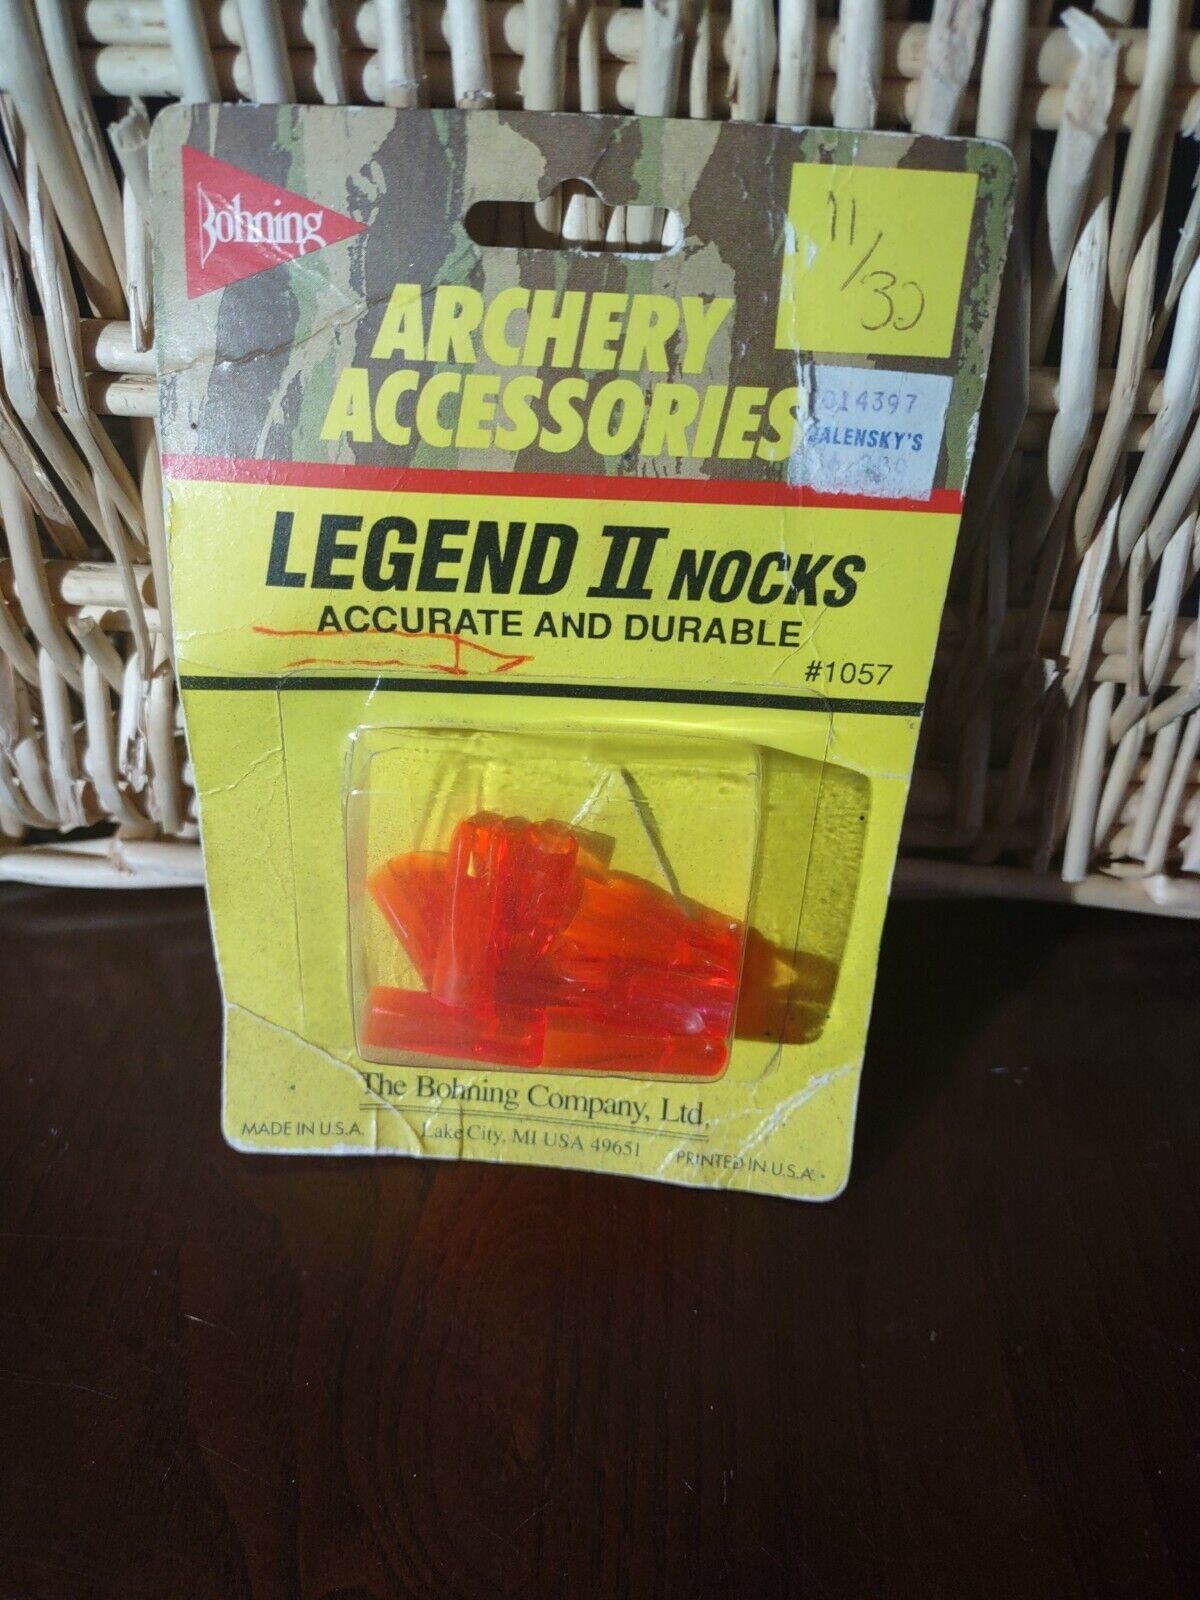 Bohning
11/30
ARCHERY
ACCESSORIES
014397
LEGEND II NOCKS
ACCURATE AND DURABLE
#1057
The Bohning Company, Ltd.
MADE IN U.S.A.
Lake City, MI USA 49651
PRINTED IN U.S.A.